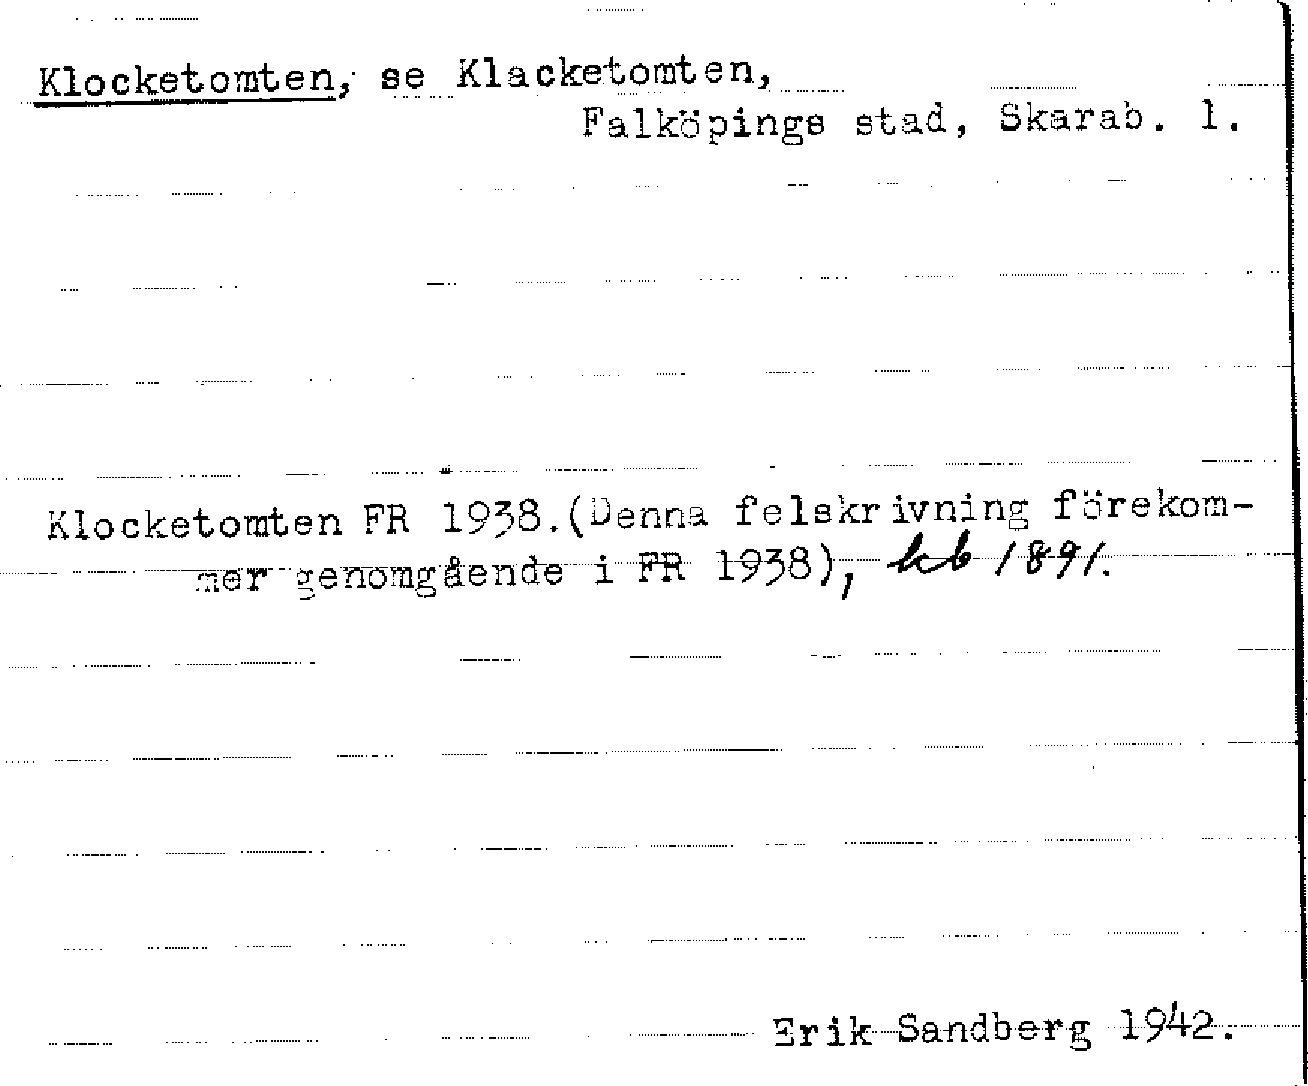 Klocketomten, se Klacketomten,
Falköpings stad, Skarab. l.
Klocketomten FR 1938.(Denna felskrivning förekom-
mer genomgående i FR 1938), kb 1891.
Erik Sandberg 1942.